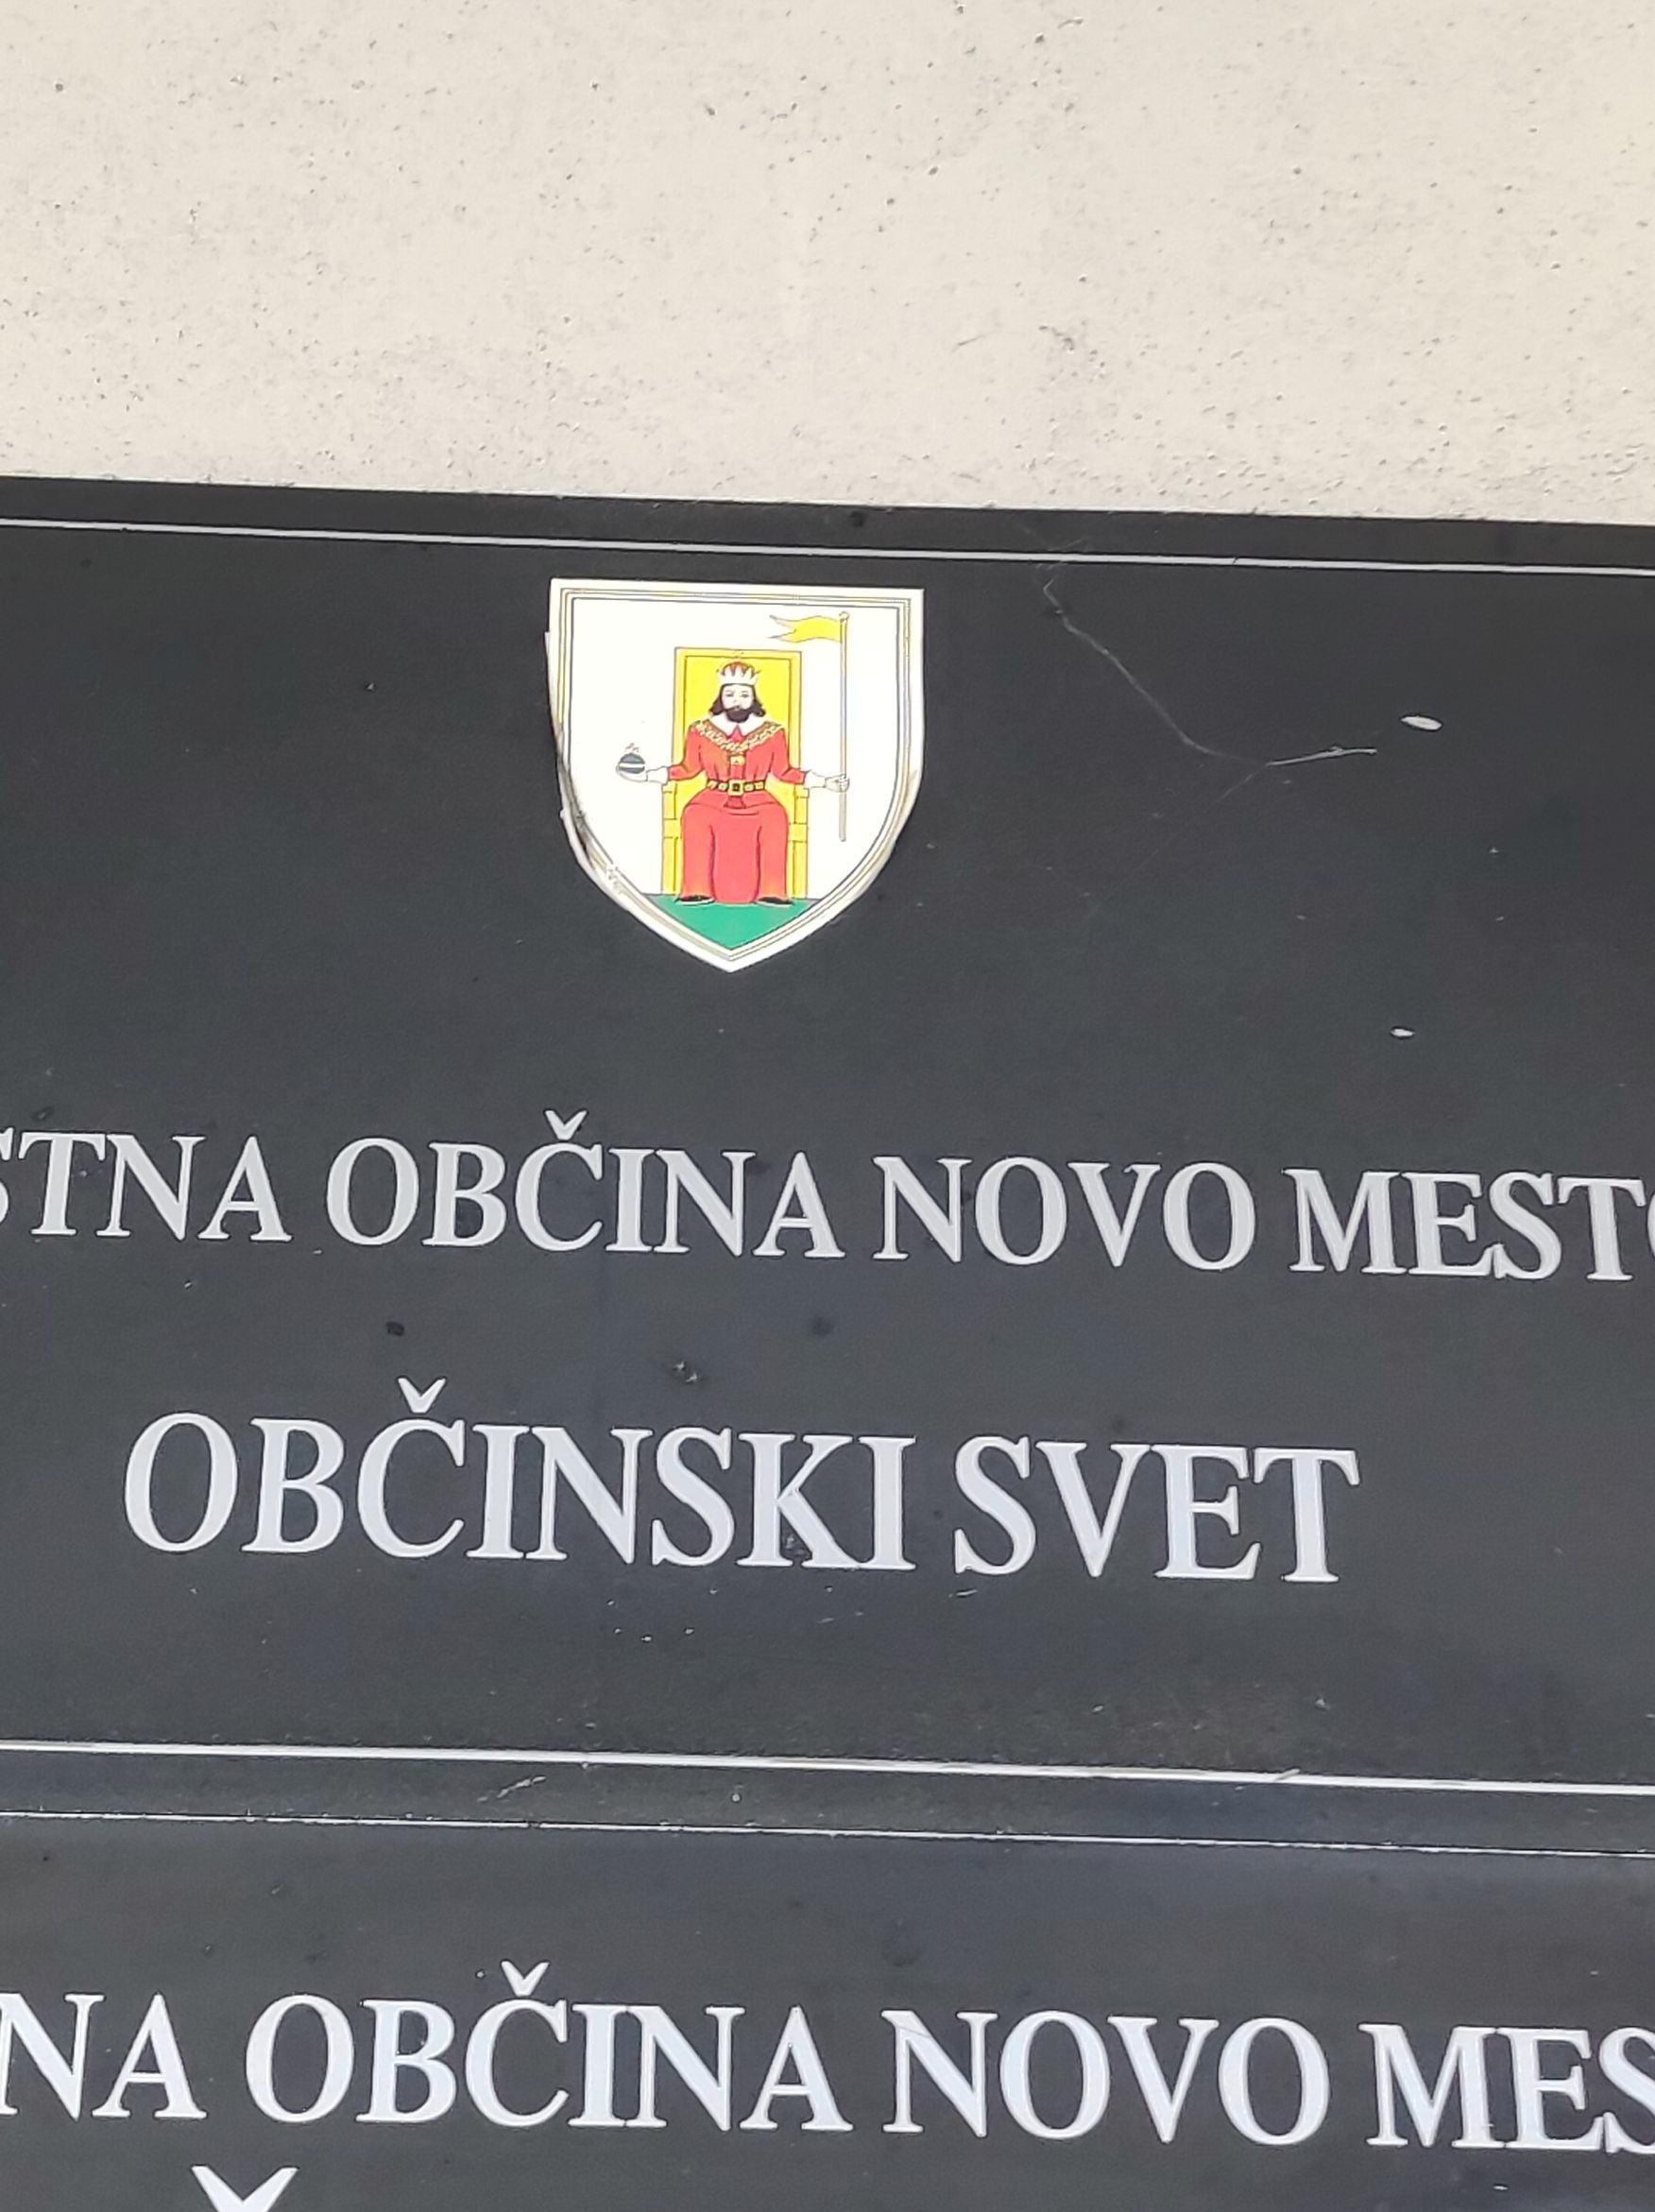 STNA OBČINA NOVO MESTO
OBČINSKI SVET
NA OBČINA NOVO MES